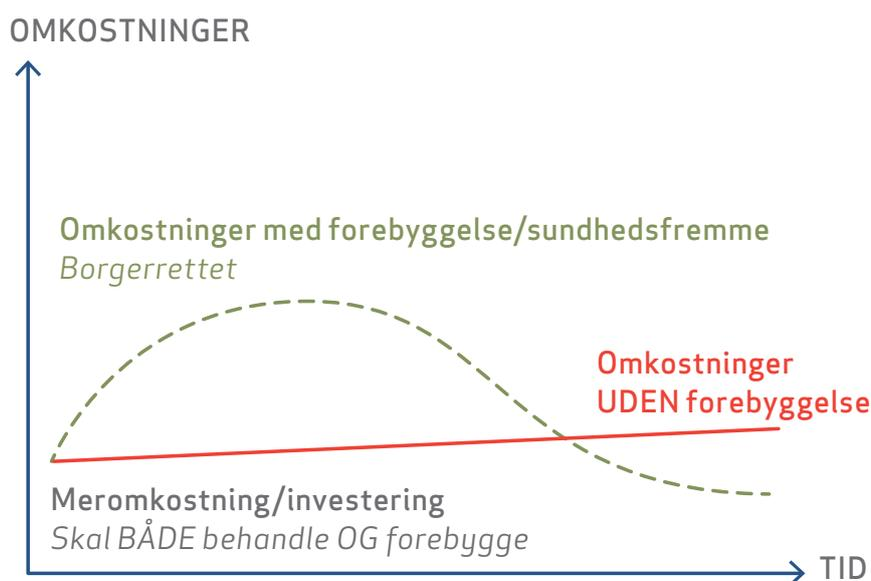 OMKOSTNINGER
Omkostninger med forebyggelse/sundhedsfremme
Borgerrettet
Omkostninger
UDEN forebyggelse
Meromkostning/investering
Skal BÅDE behandle OG forebygge
TID